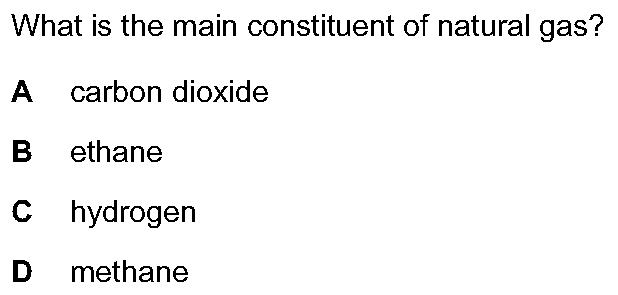 What is the main constituent of natural gas?
A carbon dioxide
B ethane
C hydrogen
D methane